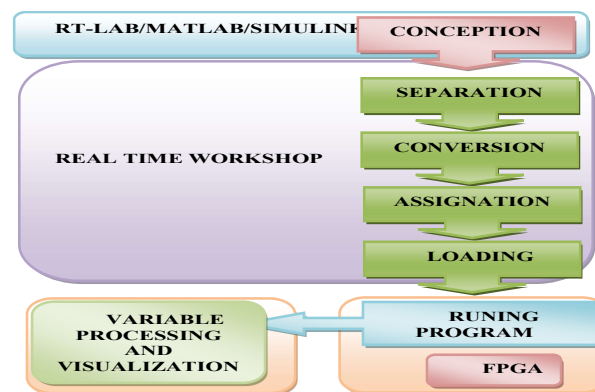 RT-LAB/MATLAB/SIMULINK
CONCEPTION
SEPARATION
CONVERSION
REAL TIME WORKSHOP
ASSIGNATION
LOADING
VARIABLE
PROCESSING
AND
VISUALIZATION
RUNING
PROGRAM
FPGA